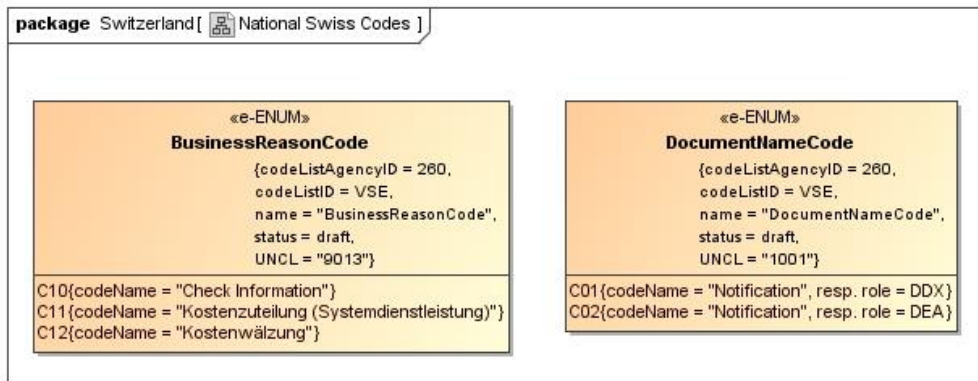 package Switzerland[ National Swiss Codes ]
«e-ENUM»
BusinessReasonCode
{codeListAgencyID = 260,
codeListID = VSE,
name = "BusinessReasonCode",
status = draft,
UNCL = "9013"}
C10{codeName = "Check Information"}
C11{codeName = "Kostenzuteilung (Systemdienstleistung)"}
C12{codeName = "Kostenwälzung"}
«e-ENUM»
DocumentNameCode
{codeListAgencyID = 260,
codeListID = VSE,
name = "DocumentNameCode",
status = draft,
UNCL = "1001"}
C01{codeName = "Notification", resp. role = DDX}
C02{codeName = "Notification", resp. role = DEA}